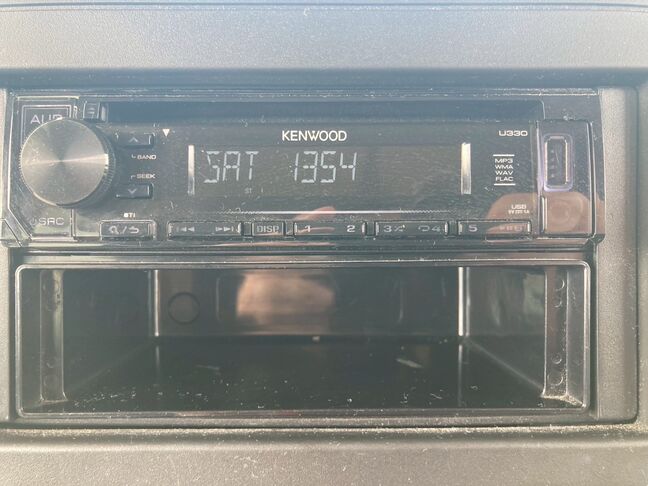 AUD
KENWOOD
U330
BAND
SEEK
SAT 1354
ST
MP3
WMA
WAV
FLAC
USB
SRC
DISP
1
2
3
4
5